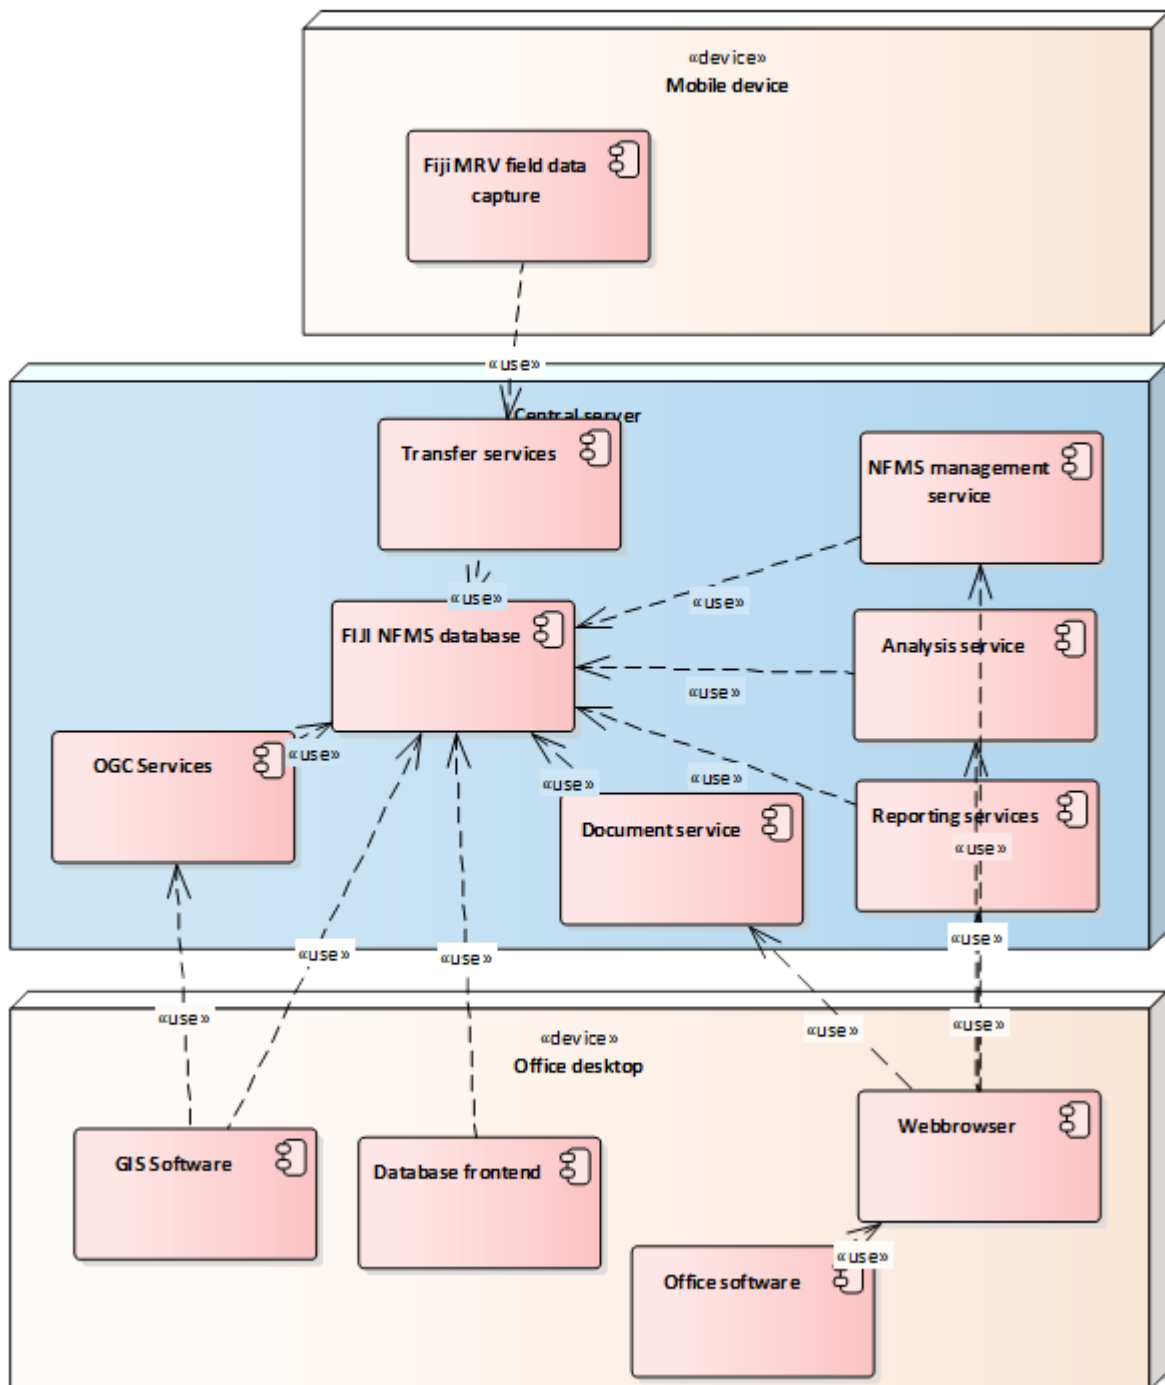 «device»
Mobile device
Fiji MRV field data
capture
«use»
Central server
Transfer services
NFMS management
service
«use»
«use»
FIJI NFMS database
Analysis service
«use»
OGC Services
«use»
«use»
«use»
Document service
Reporting services
«use»
«use»
«use»
«use»
«use»
«use»
«use»
«device»
Office desktop
Webbrowser
GIS Software
Database frontend
«use»
Office software